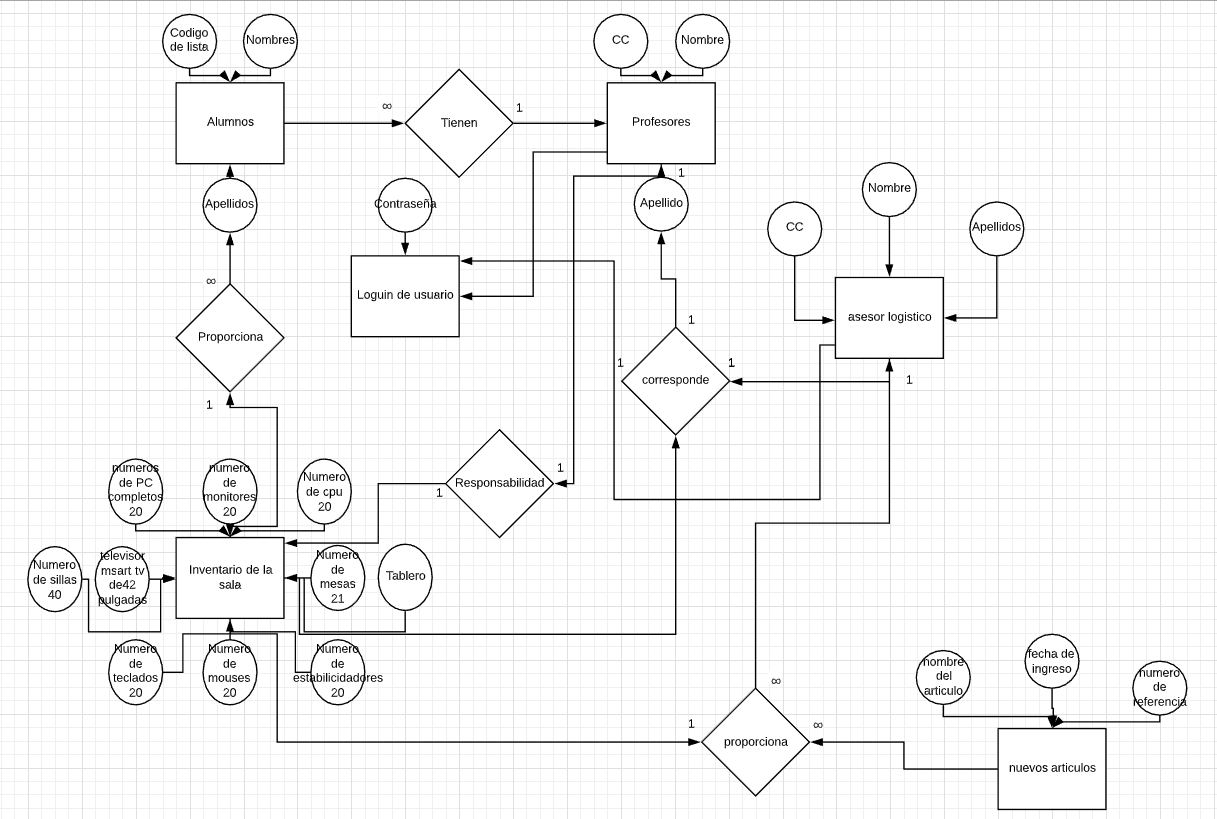 Codigo
de lista
Nombres
CC
Nombre
Alumnos
∞
Tienen
1
Profesores
1
Apellidos
Contraseña
Apellido
CC
Nombre
Apellidos
∞
Loguin de usuario
asesor logistico
Proporciona
1
1
corresponde
1
1
1
numeros
de PC
completos
20
numero
de
monitores
20
Numero
de cpu
20
1
Responsabilidad
1
Numero
de sillas
40
televisor
msart tv
de42
pulgadas
Inventario de la
sala
Numero
de
mesas
21
Tablero
Numero
de
teclados
20
Numero
de
mouses
20
Numero
de
estabilicidadores
20
∞
1
proporciona
∞
nombre
del
articulo
fecha de
ingreso
numero
de
referencia
nuevos articulos